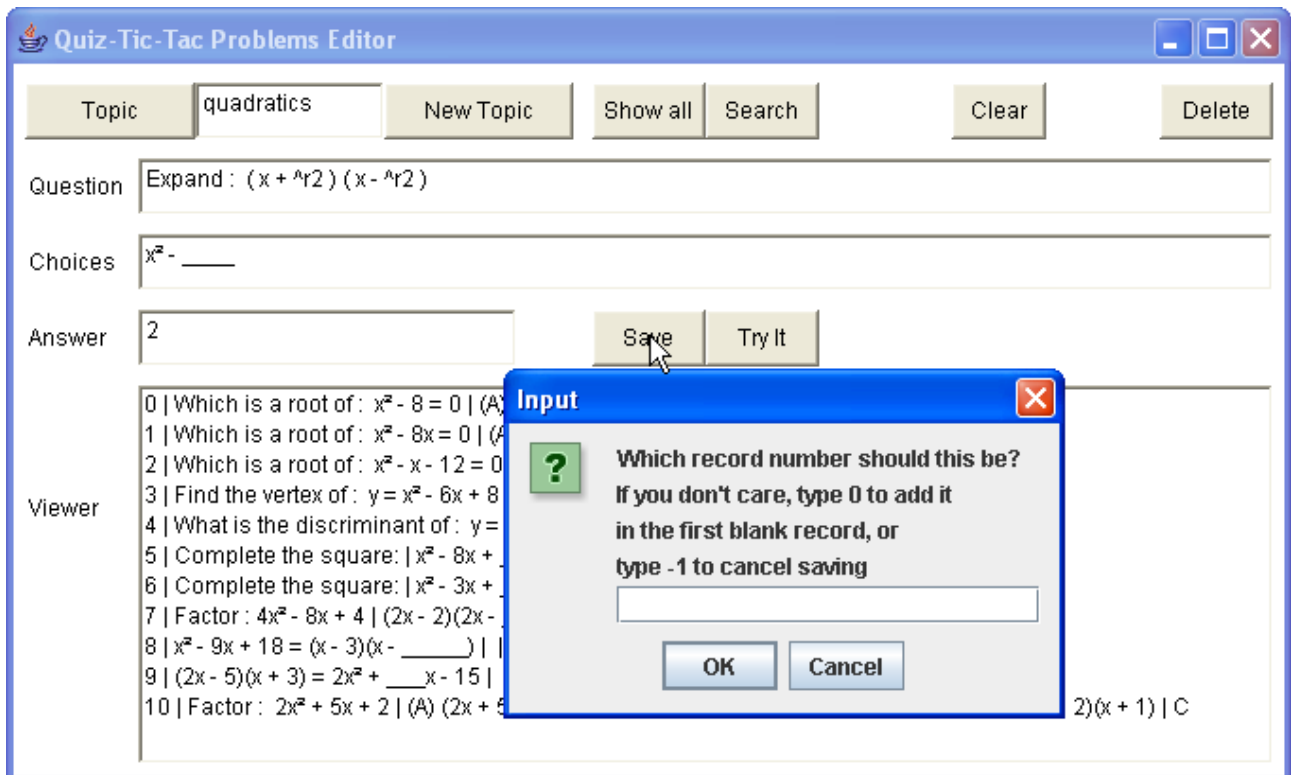 Quiz-Tic-Tac Problems Editor
Topic quadratics New Topic Show all Search Clear Delete
Question Expand : ( x + ^r2 ) ( x - ^r2 )
Choices x² - ____
Answer 2 Save Try It
Viewer
0 | Which is a root of : x² - 8 = 0 | (A)
1 | Which is a root of : x² - 8x = 0 |
2 | Which is a root of : x² - x - 12 = 0
3 | Find the vertex of : y = x² - 6x + 8
4 | What is the discriminant of : y =
5 | Complete the square: | x² - 8x + _
6 | Complete the square: | x² - 3x + _
7 | Factor : 4x² - 8x + 4 | (2x - 2)(2x - _
8 | x² - 9x + 18 = (x - 3)(x - ______) | |
9 | (2x - 5)(x + 3) = 2x² + ___x - 15 |
10 | Factor : 2x² + 5x + 2 | (A) (2x + 2)(x + 1) | C
Input
Which record number should this be?
If you don't care, type 0 to add it
in the first blank record, or
type -1 to cancel saving
OK Cancel